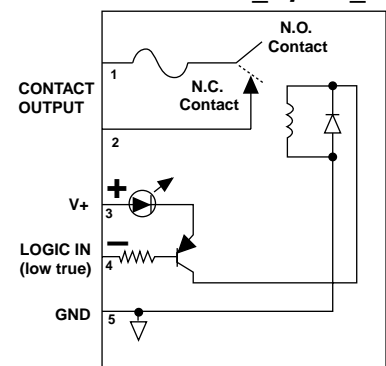 N.O.
Contact
1
CONTACT
OUTPUT
N.C.
Contact
2
+
V+
3
−
LOGIC IN
(low true)
4
GND
5